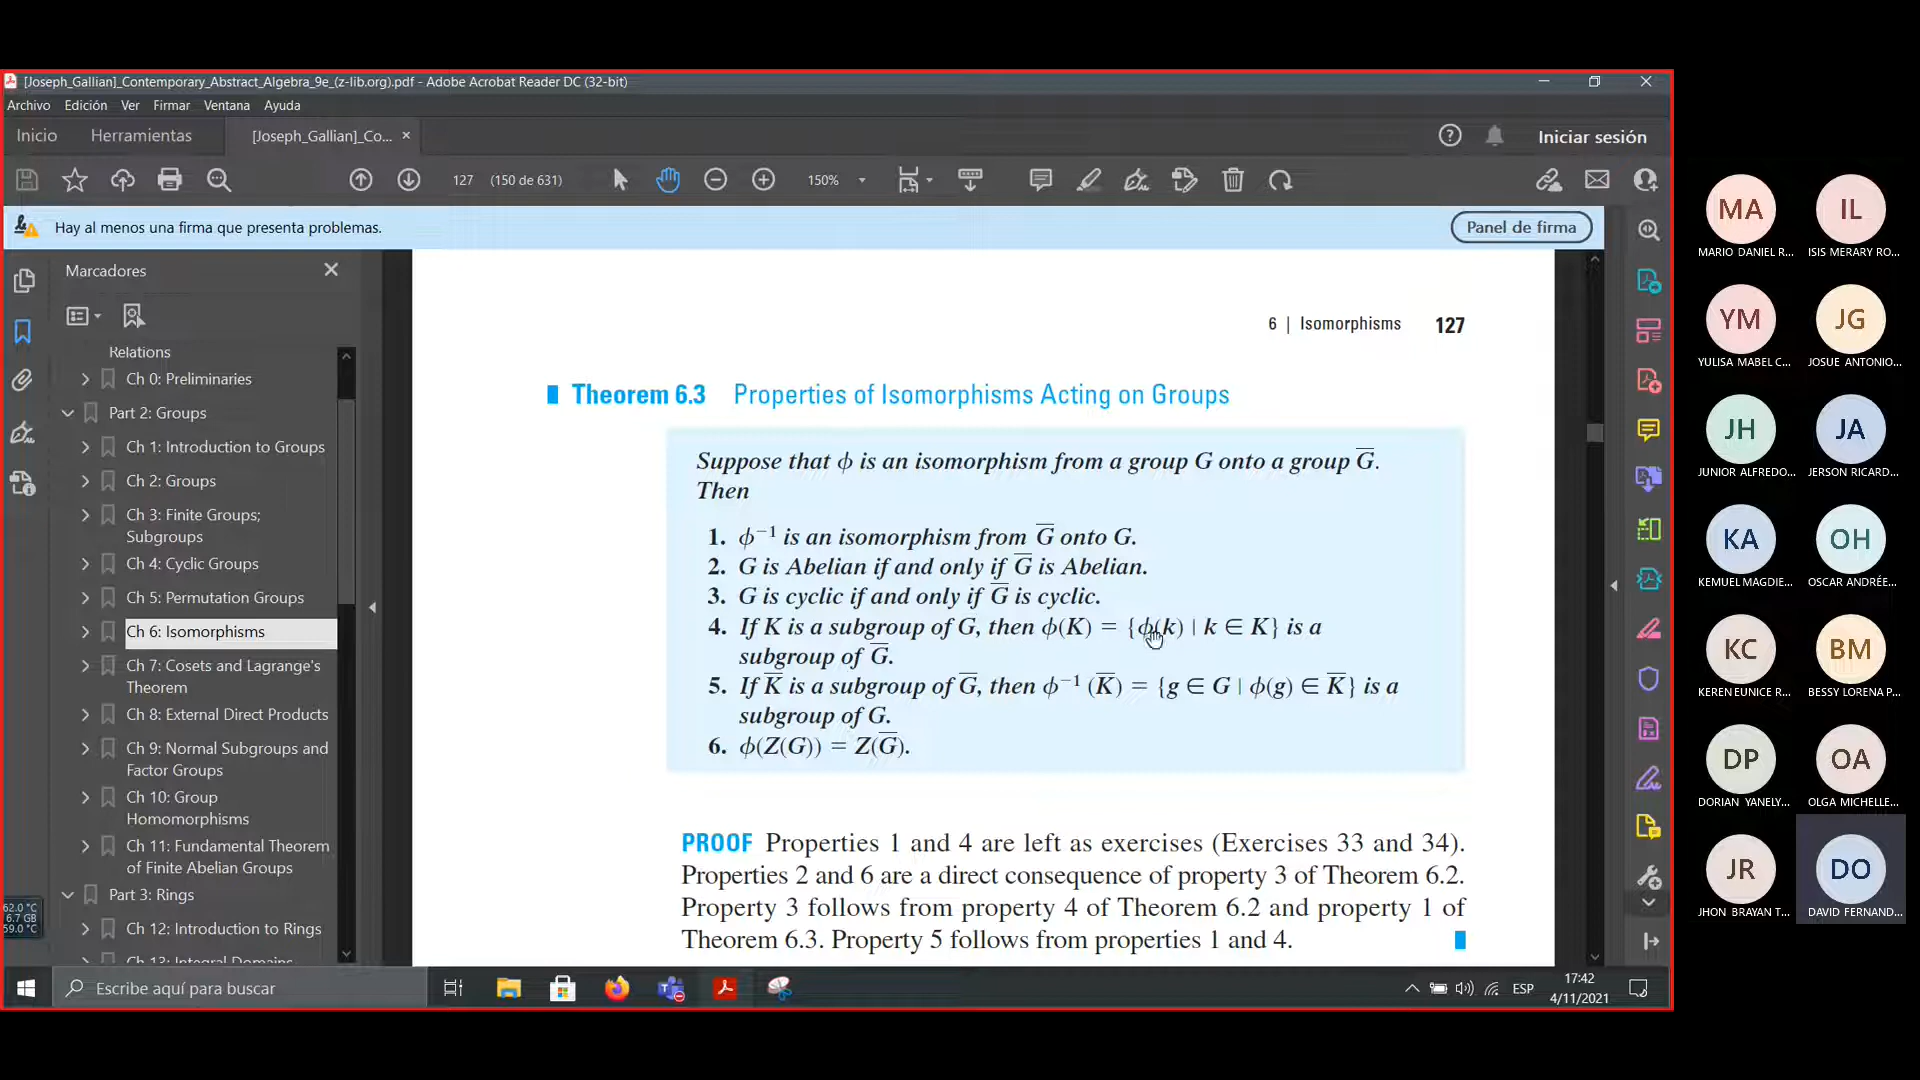 [Joseph_Gallian]_Contemporary_Abstract_Algebra_9e_(z-lib.org).pdf - Adobe Acrobat Reader DC (32-bit)
Archivo Edición Ver Firmar Ventana Ayuda
Inicio Herramientas [Joseph_Gallian]_Co... × Iniciar sesión
127 (150 de 631) 150%
Hay al menos una firma que presenta problemas. Panel de firma
Marcadores
Relations
Ch 0: Preliminaries
Part 2: Groups
Ch 1: Introduction to Groups
Ch 2: Groups
Ch 3: Finite Groups;
Subgroups
Ch 4: Cyclic Groups
Ch 5: Permutation Groups
Ch 6: Isomorphisms
Ch 7: Cosets and Lagrange's
Theorem
Ch 8: External Direct Products
Ch 9: Normal Subgroups and
Factor Groups
Ch 10: Group
Homomorphisms
Ch 11: Fundamental Theorem
of Finite Abelian Groups
Part 3: Rings
Ch 12: Introduction to Rings
Ch 13: Integral Domains
6 | Isomorphisms 127
Theorem 6.3 Properties of Isomorphisms Acting on Groups
Suppose that ϕ is an isomorphism from a group G onto a group G̅.
Then
1. ϕ⁻¹ is an isomorphism from G̅ onto G.
2. G is Abelian if and only if G̅ is Abelian.
3. G is cyclic if and only if G̅ is cyclic.
4. If K is a subgroup of G, then ϕ(K) = {ϕ(k) | k ∈ K} is a
subgroup of G̅.
5. If K̅ is a subgroup of G̅, then ϕ⁻¹ (K̅) = {g ∈ G | ϕ(g) ∈ K̅} is a
subgroup of G.
6. ϕ(Z(G)) = Z(G̅).
PROOF Properties 1 and 4 are left as exercises (Exercises 33 and 34).
Properties 2 and 6 are a direct consequence of property 3 of Theorem 6.2.
Property 3 follows from property 4 of Theorem 6.2 and property 1 of
Theorem 6.3. Property 5 follows from properties 1 and 4.
62.0 °C
6.7 GB
59.0 °C
Escribe aquí para buscar
ESP
17:42
4/11/2021
MA IL
MARIO DANIEL R... ISIS MERARY RO...
YM JG
YULISA MABEL C... JOSUE ANTONIO...
JH JA
JUNIOR ALFREDO... JERSON RICARD...
KA OH
KEMUEL MAGDIE... OSCAR ANDRÉE...
KC BM
KEREN EUNICE R... BESSY LORENA P...
DP OA
DORIAN YANELY... OLGA MICHELLE...
JR DO
JHON BRAYAN T... DAVID FERNAND...